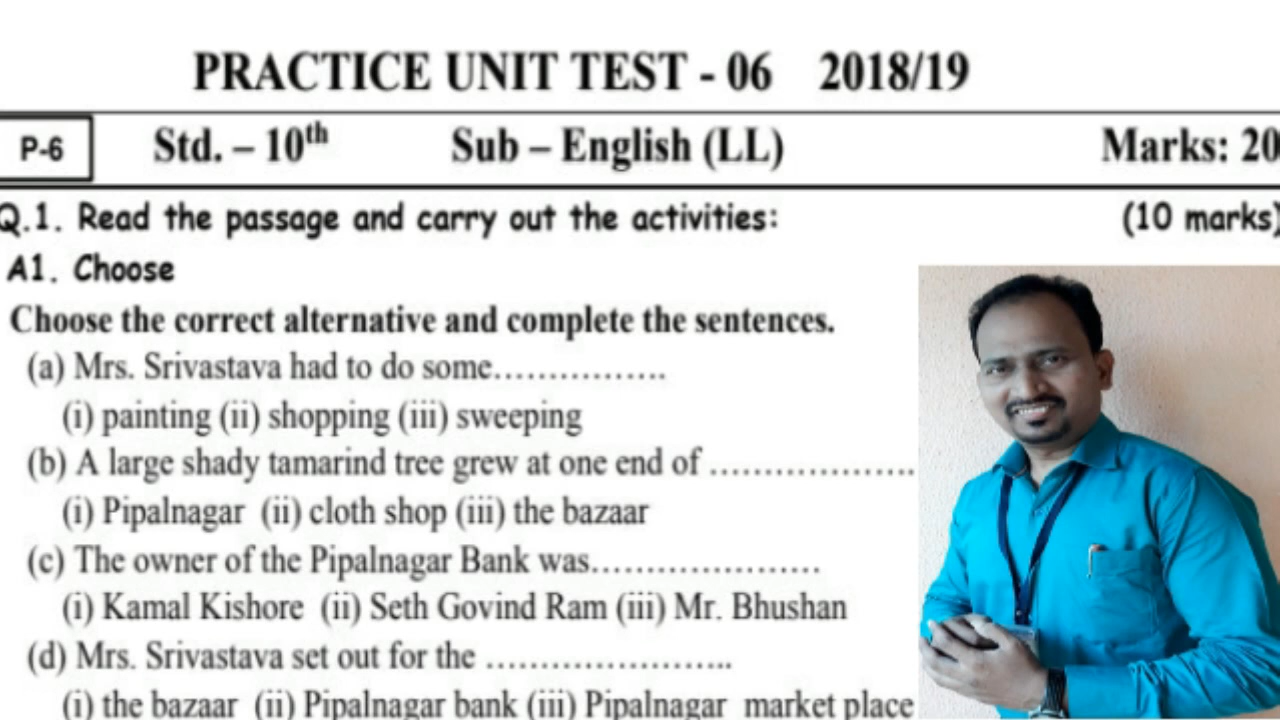 PRACTICE UNIT TEST - 06 2018/19
P-6 Std. – 10th Sub – English (LL) Marks: 20
Q.1. Read the passage and carry out the activities: (10 marks)
A1. Choose
Choose the correct alternative and complete the sentences.
(a) Mrs. Srivastava had to do some................
(i) painting (ii) shopping (iii) sweeping
(b) A large shady tamarind tree grew at one end of ...................
(i) Pipalnagar (ii) cloth shop (iii) the bazaar
(c) The owner of the Pipalnagar Bank was.....................
(i) Kamal Kishore (ii) Seth Govind Ram (iii) Mr. Bhushan
(d) Mrs. Srivastava set out for the .......................
(i) the bazaar (ii) Pipalnagar bank (iii) Pipalnagar market place